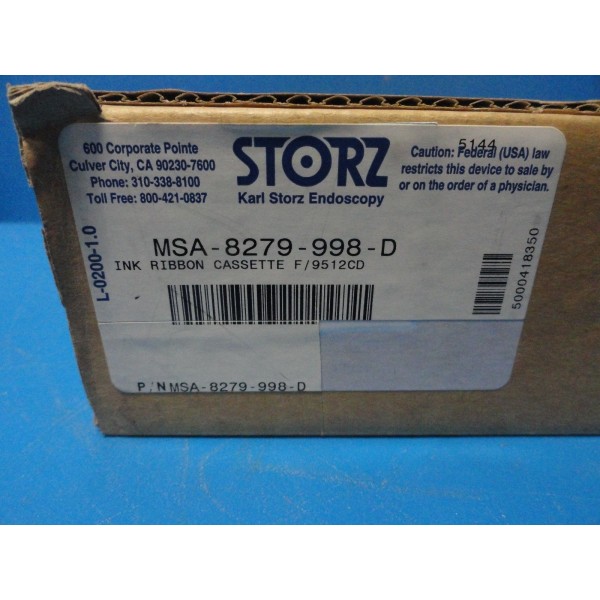 600 Corporate Pointe
Culver City, CA 90230-7600
Phone: 310-338-8100
Toll Free: 800-421-0837
STORZ
Karl Storz Endoscopy
5144
Caution: Federal (USA) law
restricts this device to sale by
or on the order of a physician.
L-0200-1.0
MSA-8279-998-D
INK RIBBON CASSETTE F/9512CD
5000418350
P/N MSA-8279-998-D